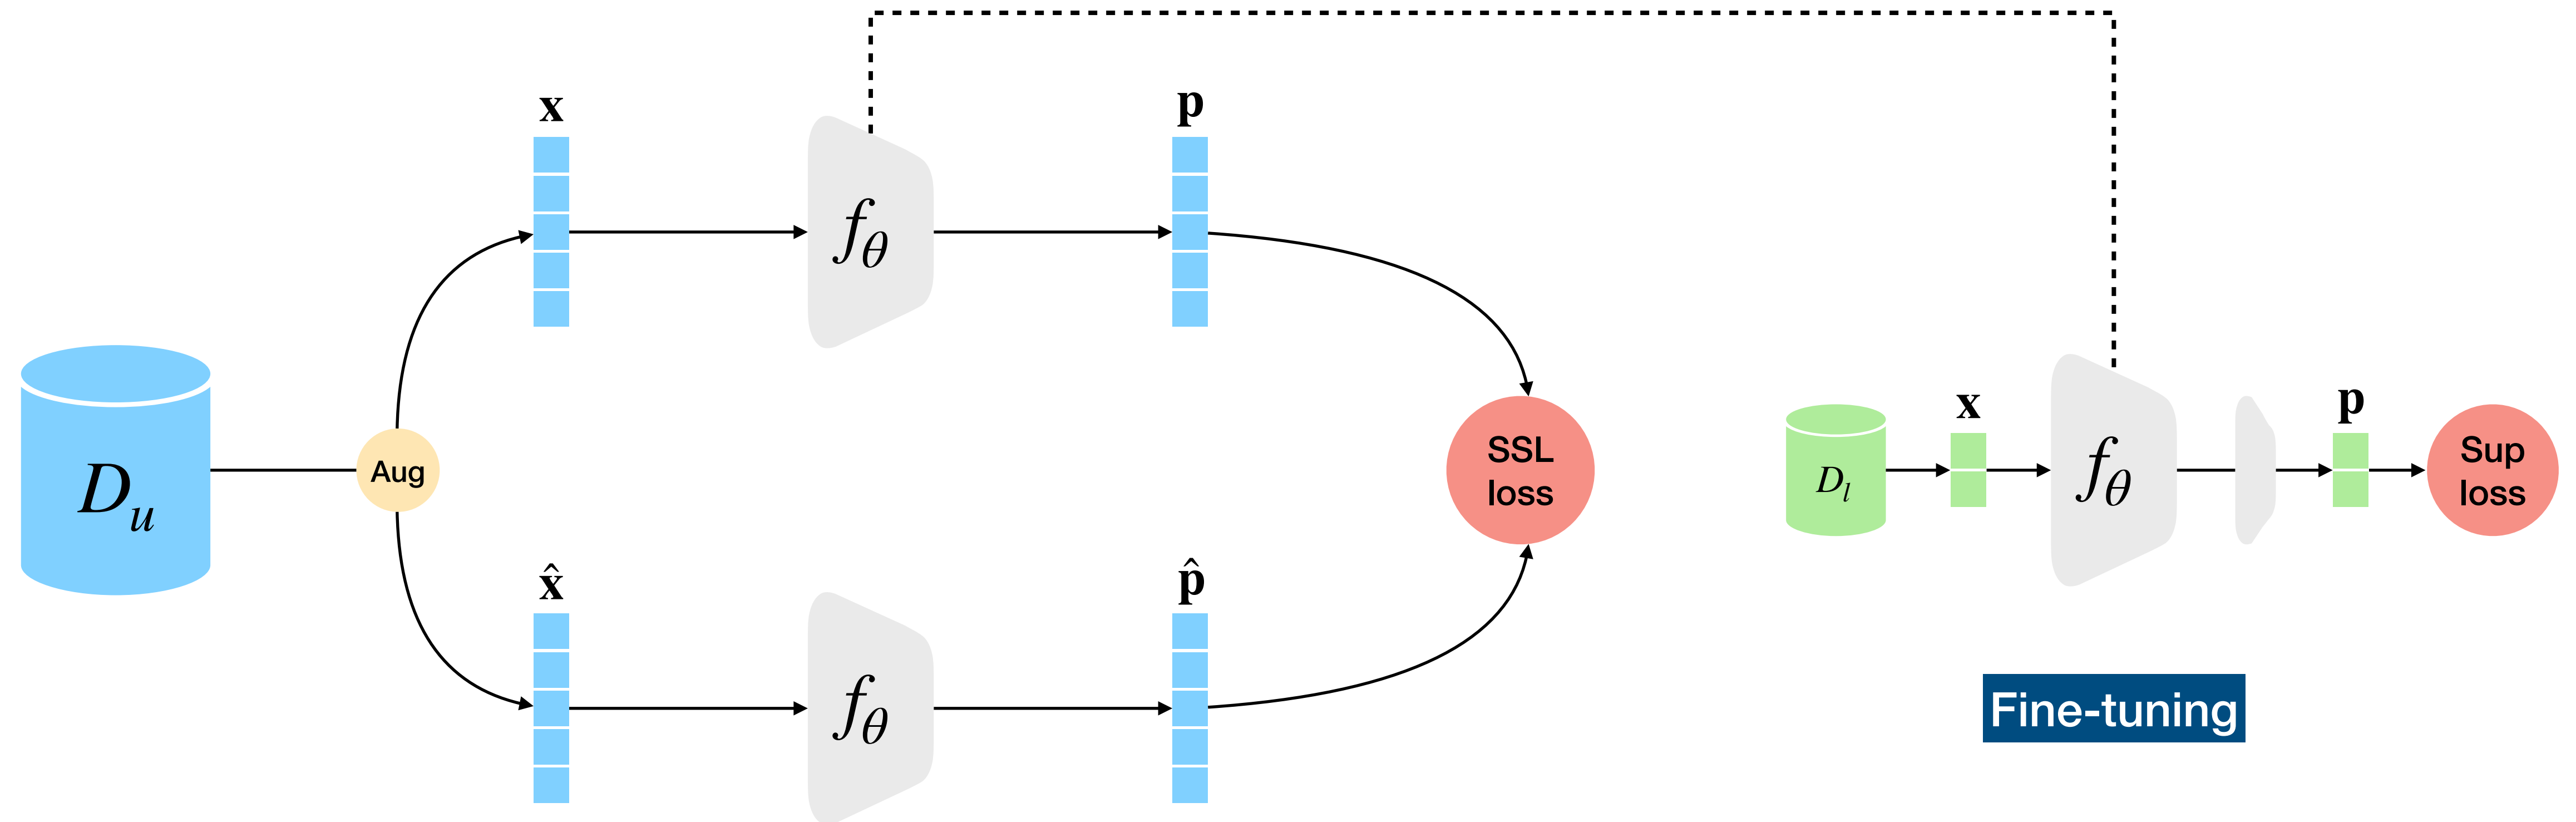 x
p
f_θ
D_u
Aug
SSL
loss
x̂
p̂
f_θ
D_l
x
f_θ
p
Sup
loss
Fine-tuning